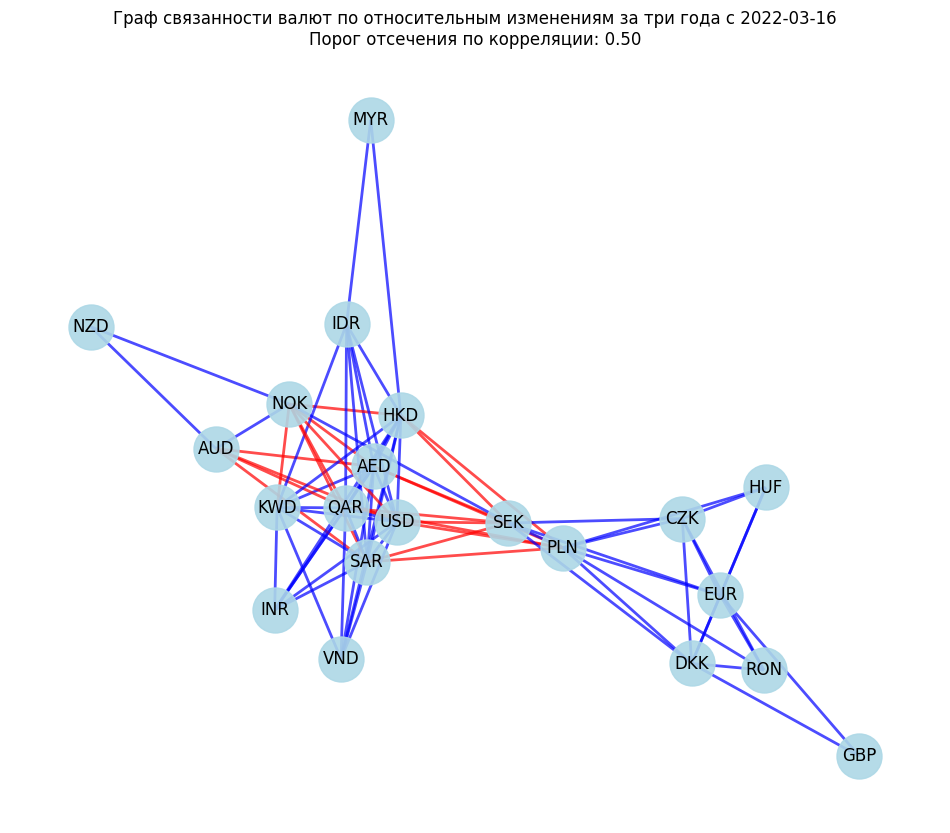 Граф связанности валют по относительным изменениям за три года с 2022-03-16
Порог отсечения по корреляции: 0.50
MYR
IDR
NZD
NOK
HKD
AUD
AED
HUF
KWD
QAR
USD
SEK
CZK
PLN
SAR
EUR
INR
VND
DKK
RON
GBP